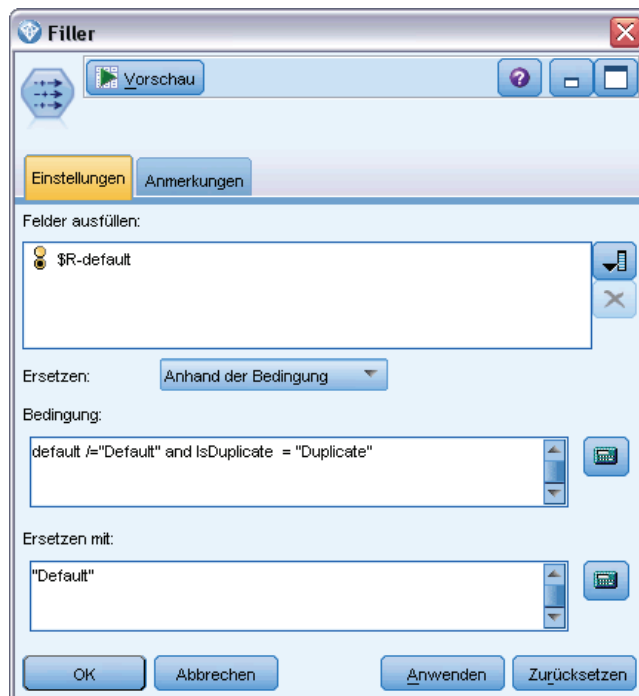 Filler
Vorschau
Einstellungen Anmerkungen
Felder ausfüllen:
$R-default
Ersetzen: Anhand der Bedingung
Bedingung:
default /="Default" and IsDuplicate = "Duplicate"
Ersetzen mit:
"Default"
OK Abbrechen Anwenden Zurücksetzen